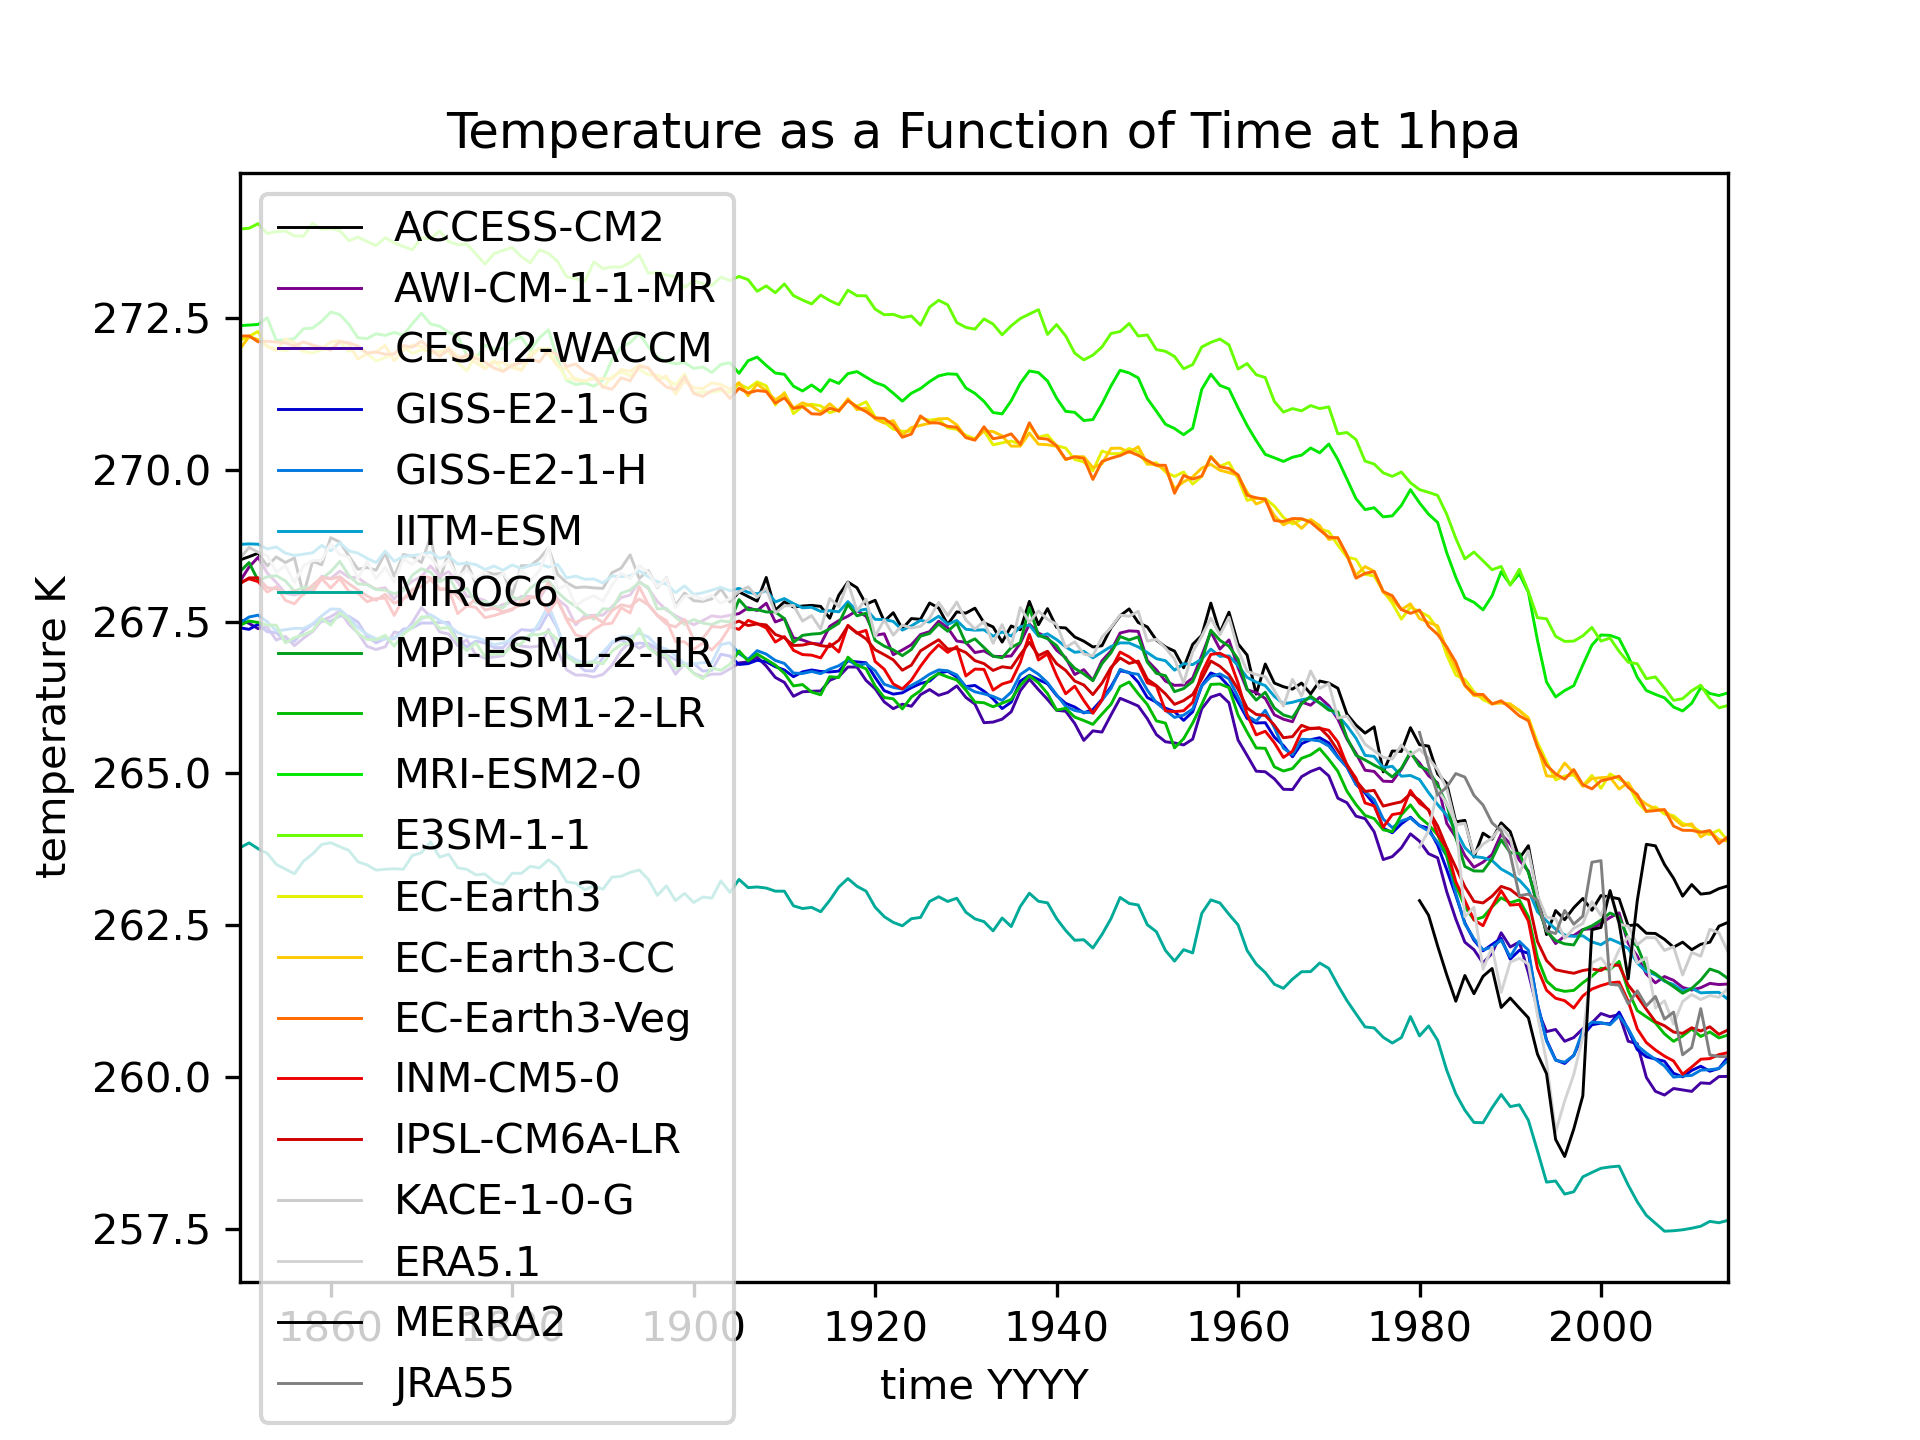 Temperature as a Function of Time at 1hpa
temperature K
272.5
270.0
267.5
265.0
262.5
260.0
257.5
ACCESS-CM2
AWI-CM-1-1-MR
CESM2-WACCM
GISS-E2-1-G
GISS-E2-1-H
IITM-ESM
MIROC6
MPI-ESM1-2-HR
MPI-ESM1-2-LR
MRI-ESM2-0
E3SM-1-1
EC-Earth3
EC-Earth3-CC
EC-Earth3-Veg
INM-CM5-0
IPSL-CM6A-LR
KACE-1-0-G
ERA5.1
MERRA2
JRA55
1860 1880 1900 1920 1940 1960 1980 2000
time YYYY